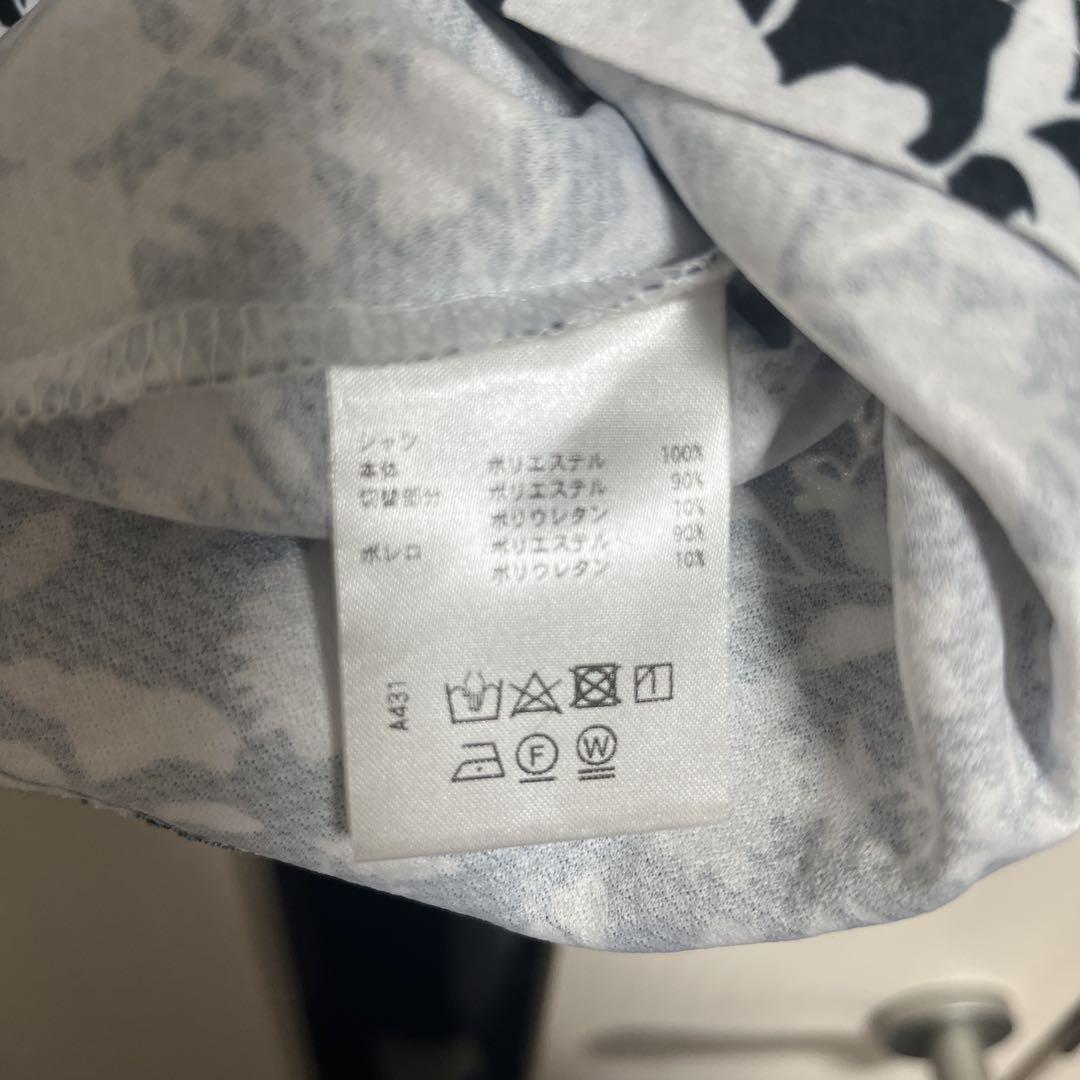 シャツ
本体 ポリエステル 100%
切替部分 ポリエステル 90%
ポリウレタン 10%
ボレロ ポリエステル 90%
ポリウレタン 10%
A431
F W